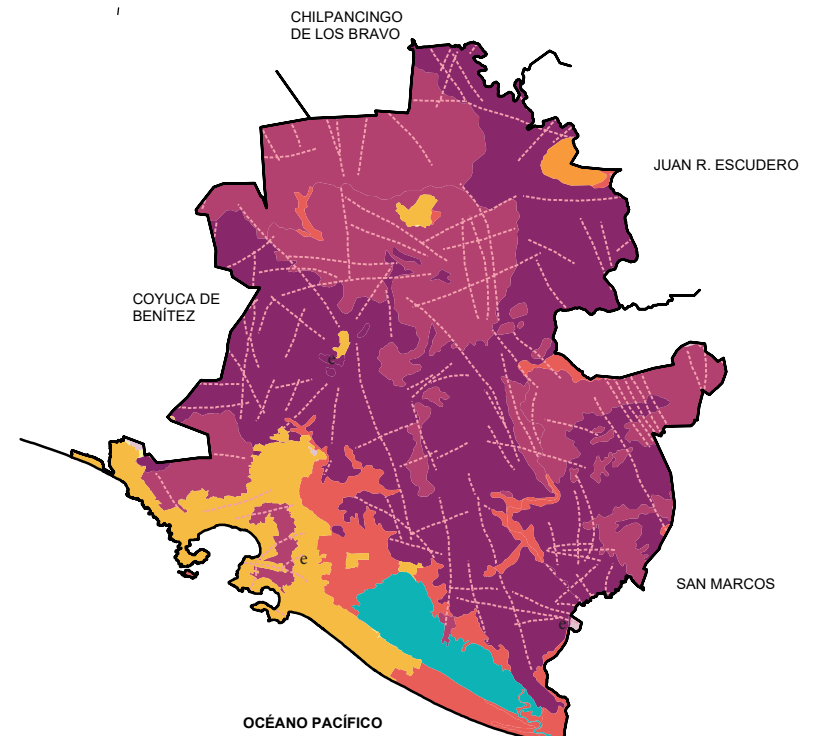 CHILPANCINGO
DE LOS BRAVO
JUAN R. ESCUDERO
COYUCA DE
BENÍTEZ
e
e
e
SAN MARCOS
OCÉANO PACÍFICO